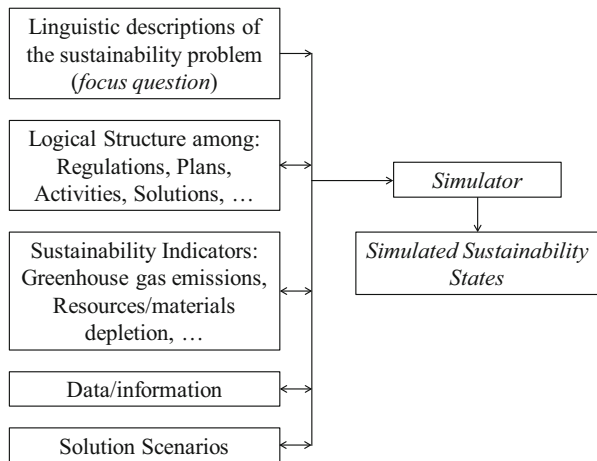 Linguistic descriptions of
the sustainability problem
(focus question)
Logical Structure among:
Regulations, Plans,
Activities, Solutions, …
Sustainability Indicators:
Greenhouse gas emissions,
Resources/materials
depletion, …
Data/information
Solution Scenarios
Simulator
Simulated Sustainability
States